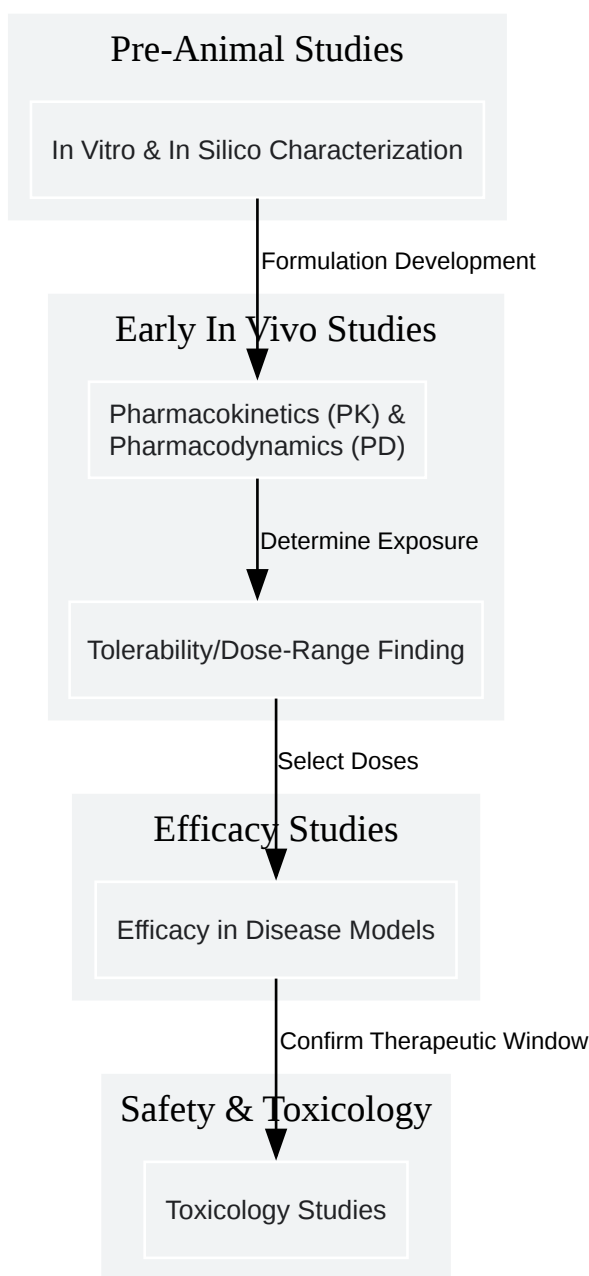 Pre-Animal Studies
In Vitro & In Silico Characterization
Formulation Development
Early In Vivo Studies
Pharmacokinetics (PK) &
Pharmacodynamics (PD)
Determine Exposure
Tolerability/Dose-Range Finding
Select Doses
Efficacy Studies
Efficacy in Disease Models
Confirm Therapeutic Window
Safety & Toxicology
Toxicology Studies